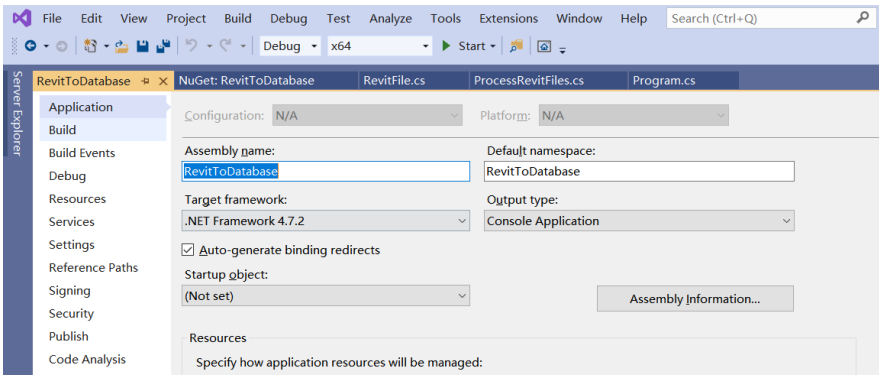 File Edit View Project Build Debug Test Analyze Tools Extensions Window Help Search (Ctrl+Q)
Debug x64 Start
Server Explorer
RevitToDatabase NuGet: RevitToDatabase RevitFile.cs ProcessRevitFiles.cs Program.cs
Application
Build
Build Events
Debug
Resources
Services
Settings
Reference Paths
Signing
Security
Publish
Code Analysis
Configuration: N/A Platform: N/A
Assembly name: Default namespace:
RevitToDatabase RevitToDatabase
Target framework: Output type:
.NET Framework 4.7.2 Console Application
Auto-generate binding redirects
Startup object:
(Not set) Assembly Information...
Resources
Specify how application resources will be managed: